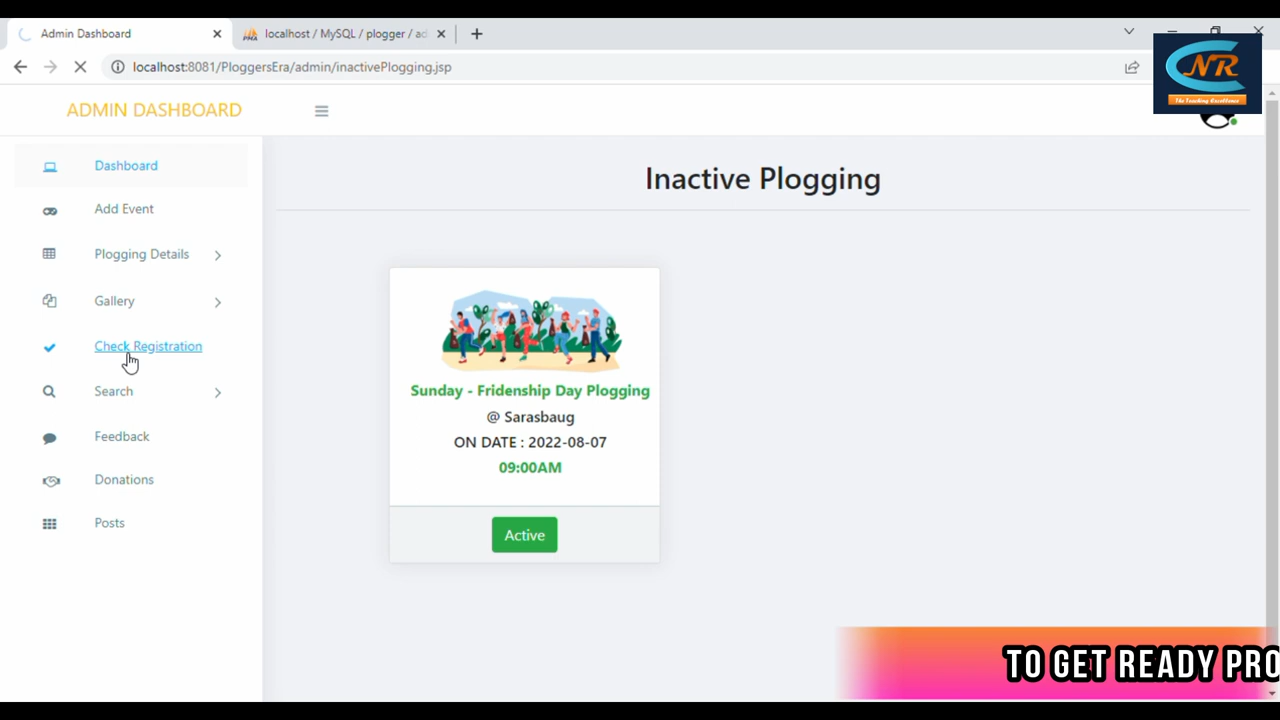 Admin Dashboard
localhost / MySQL / plogger / ad
localhost:8081/PloggersEra/admin/inactivePlogging.jsp
NR
The Teaching Excellence
ADMIN DASHBOARD
Dashboard
Add Event
Plogging Details
Gallery
Check Registration
Search
Feedback
Donations
Posts
Inactive Plogging
Sunday - Fridenship Day Plogging
@ Sarasbaug
ON DATE : 2022-08-07
09:00AM
Active
TO GET READY PRO